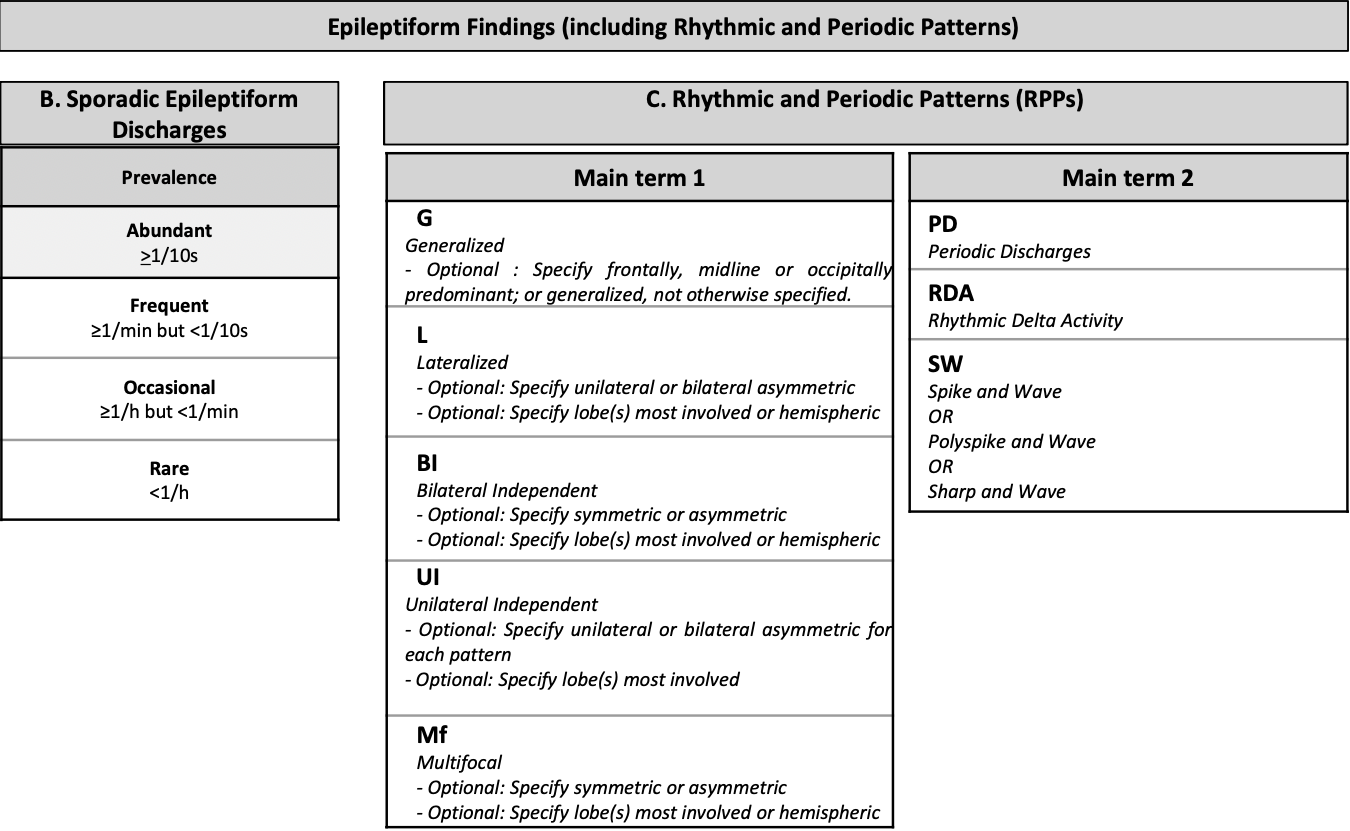 Epileptiform Findings (including Rhythmic and Periodic Patterns)
B. Sporadic Epileptiform
Discharges
Prevalence
Abundant
≥1/10s
Frequent
≥1/min but <1/10s
Occasional
≥1/h but <1/min
Rare
<1/h
C. Rhythmic and Periodic Patterns (RPPs)
Main term 1
G
Generalized
- Optional : Specify frontally, midline or occipitally
predominant; or generalized, not otherwise specified.
L
Lateralized
- Optional: Specify unilateral or bilateral asymmetric
- Optional: Specify lobe(s) most involved or hemispheric
BI
Bilateral Independent
- Optional: Specify symmetric or asymmetric
- Optional: Specify lobe(s) most involved or hemispheric
UI
Unilateral Independent
- Optional: Specify unilateral or bilateral asymmetric for
each pattern
- Optional: Specify lobe(s) most involved
Mf
Multifocal
- Optional: Specify symmetric or asymmetric
- Optional: Specify lobe(s) most involved or hemispheric
Main term 2
PD
Periodic Discharges
RDA
Rhythmic Delta Activity
SW
Spike and Wave
OR
Polyspike and Wave
OR
Sharp and Wave